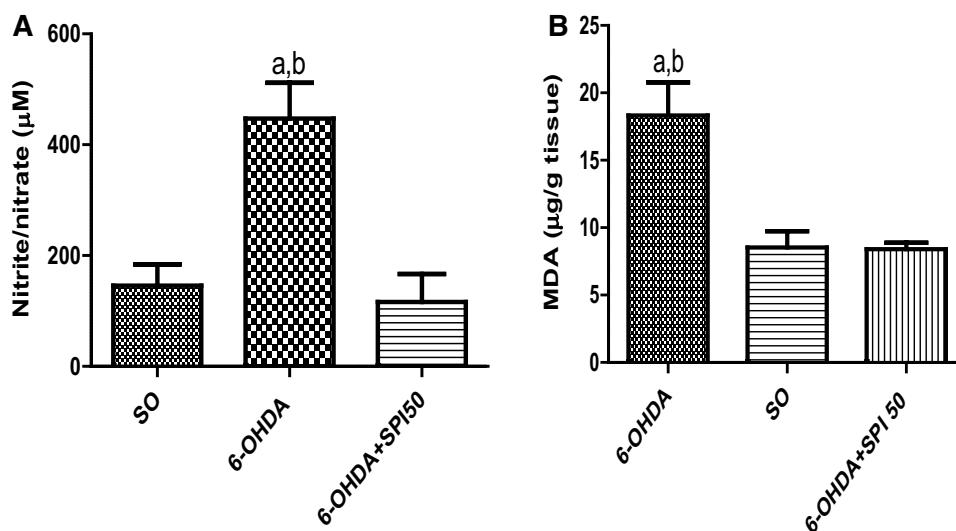 A
Nitrite/nitrate (µM)
600
400
200
0
a,b
SO
6-OHDA
6-OHDA+SPI50
B
MDA (µg/g tissue)
25
20
15
10
5
0
a,b
6-OHDA
SO
6-OHDA+SPI 50